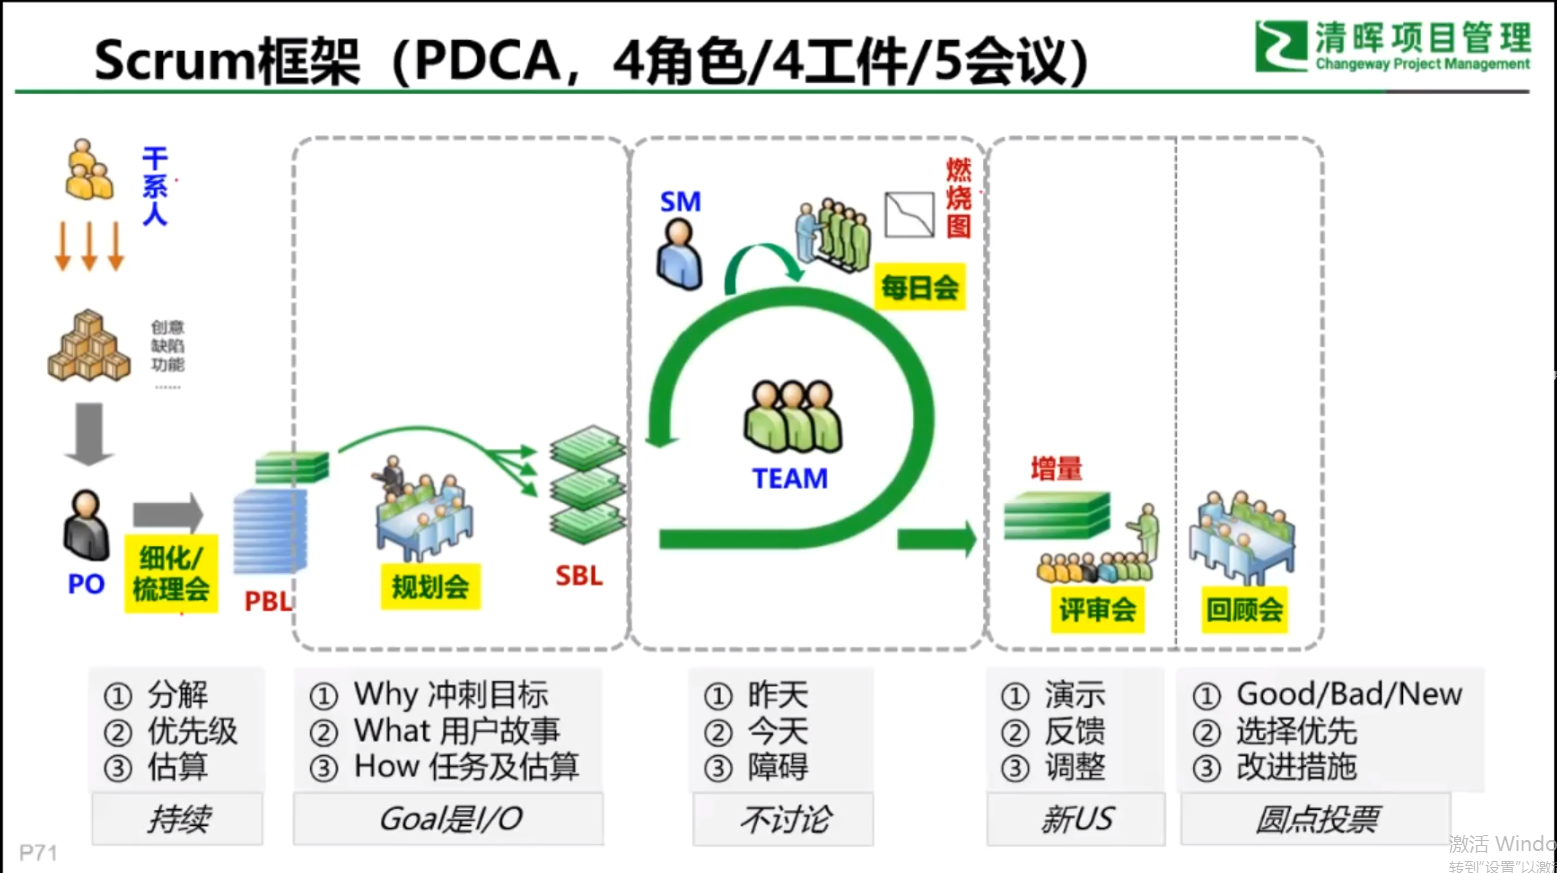 Scrum框架（PDCA，4角色/4工件/5会议）
清晖项目管理
Changeway Project Management
干系人
创意
缺陷
功能
……
PO
细化/
梳理会
PBL
规划会
SBL
SM
燃烧图
每日会
TEAM
增量
评审会
回顾会
① 分解
② 优先级
③ 估算
持续
① Why 冲刺目标
② What 用户故事
③ How 任务及估算
Goal是I/O
① 昨天
② 今天
③ 障碍
不讨论
① 演示
② 反馈
③ 调整
新US
① Good/Bad/New
② 选择优先
③ 改进措施
圆点投票
P71
激活 Windo
转到"设置"以激